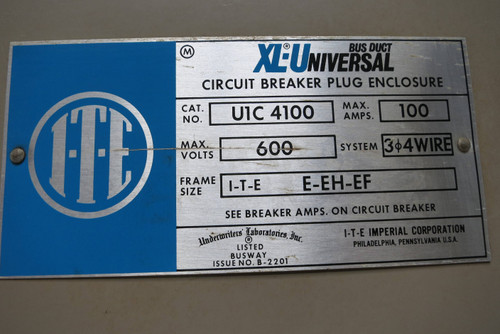 I-T-E
M
XL®-UNIVERSAL BUS DUCT
CIRCUIT BREAKER PLUG ENCLOSURE
CAT. NO. U1C 4100 MAX. AMPS. 100
MAX. VOLTS 600 SYSTEM 3φ4WIRE
FRAME SIZE I-T-E E-EH-EF
SEE BREAKER AMPS. ON CIRCUIT BREAKER
Underwriters' Laboratories, Inc.
®
LISTED
BUSWAY
ISSUE NO. B-2201
I-T-E IMPERIAL CORPORATION
PHILADELPHIA, PENNSYLVANIA U.S.A.